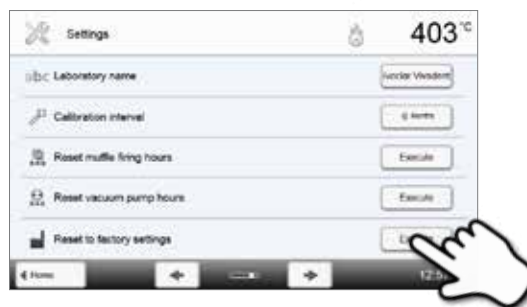 Settings
403 °C
abc Laboratory name
Ivoclar Vivadent
Calibration interval
Reset muffle firing hours
Execute
Reset vacuum pump hours
Execute
Reset to factory settings
Home